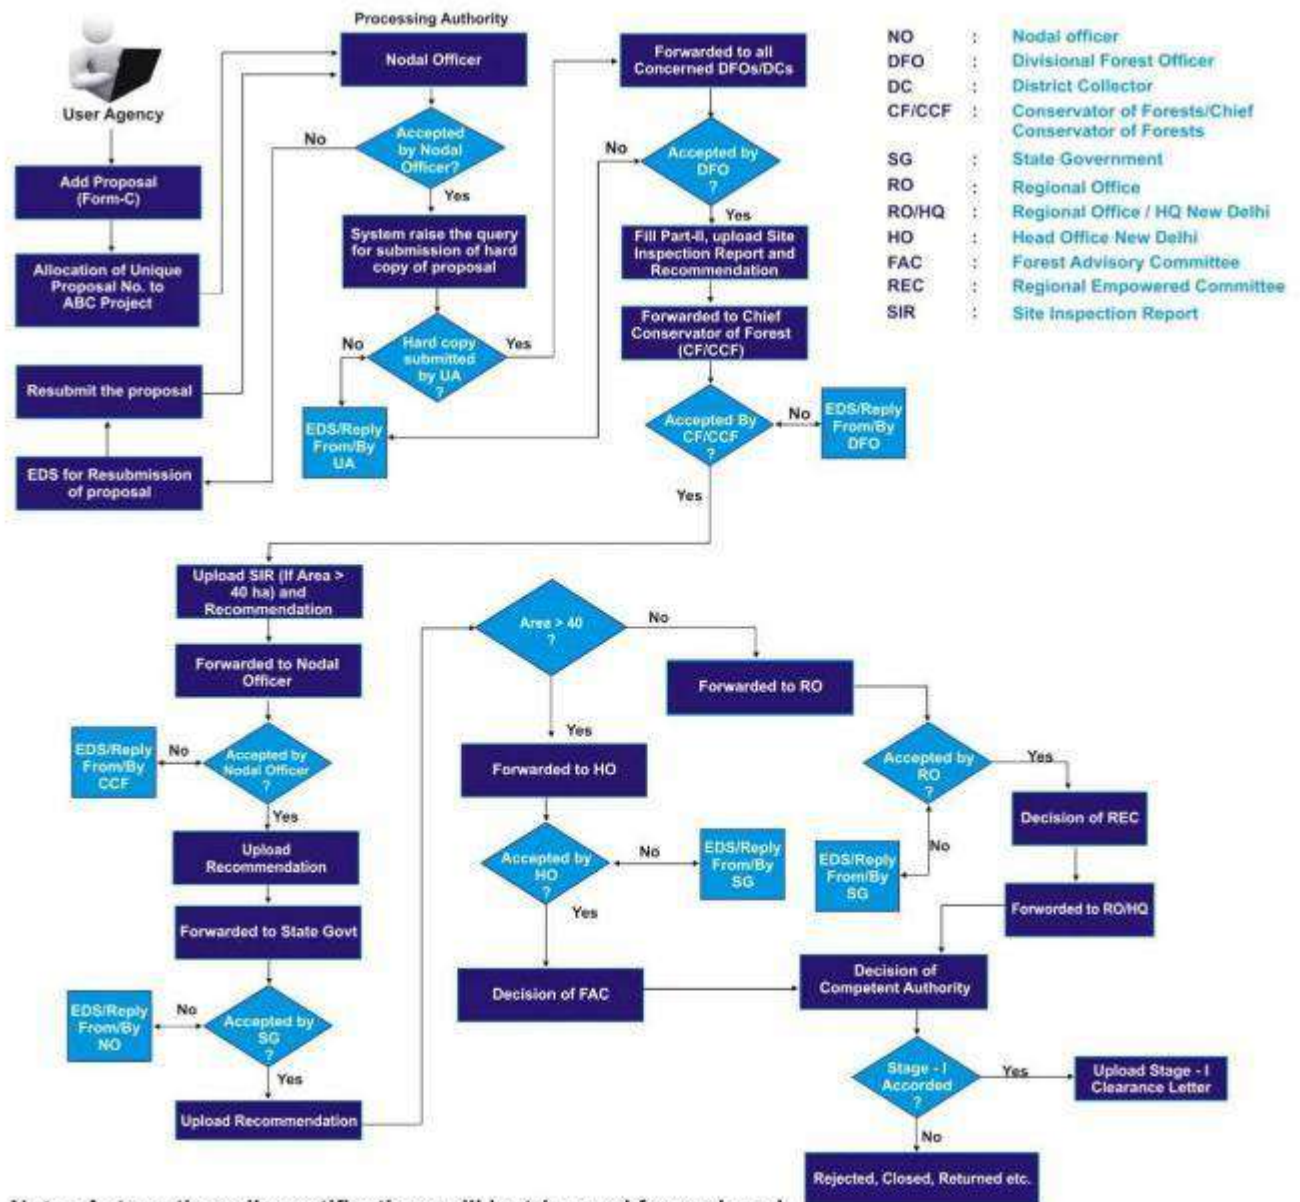 Processing Authority
User Agency
Add Proposal
(Form-C)
Allocation of Unique
Proposal No. to
ABC Project
Resubmit the proposal
EDS for Resubmission
of proposal
Nodal Officer
Accepted
by Nodal
Officer?
No
Yes
System raise the query
for submission of hard
copy of proposal
Hard copy
submitted
by UA
?
No
Yes
EDS/Reply
From/By
UA
Forwarded to all
Concerned DFOs/DCs
Accepted by
DFO
?
No
Yes
Fill Part-II, upload Site
Inspection Report and
Recommendation
Forwarded to Chief
Conservator of Forest
(CF/CCF)
Accepted By
CF/CCF
?
No
EDS/Reply
From/By
DFO
Yes
NO : Nodal officer
DFO : Divisional Forest Officer
DC : District Collector
CF/CCF : Conservator of Forests/Chief
Conservator of Forests
SG : State Government
RO : Regional Office
RO/HQ : Regional Office / HQ New Delhi
HO : Head Office New Delhi
FAC : Forest Advisory Committee
REC : Regional Empowered Committee
SIR : Site Inspection Report
Upload SIR (If Area >
40 ha) and
Recommendation
Forwarded to Nodal
Officer
Accepted by
Nodal Officer
?
No
EDS/Reply
From/By
CCF
Yes
Upload
Recommendation
Forwarded to State Govt
Accepted by
SG
?
No
EDS/Reply
From/By
NO
Yes
Upload Recommendation
Area > 40
?
No
Yes
Forwarded to HO
Accepted by
HO
?
No
EDS/Reply
From/By
SG
Yes
Decision of FAC
Forwarded to RO
Accepted by
RO
?
Yes
No
EDS/Reply
From/By
SG
Decision of REC
Forworded to RO/HQ
Decision of
Competent Authority
Stage - I
Accorded
?
Yes
Upload Stage - I
Clearance Letter
No
Rejected, Closed, Returned etc.